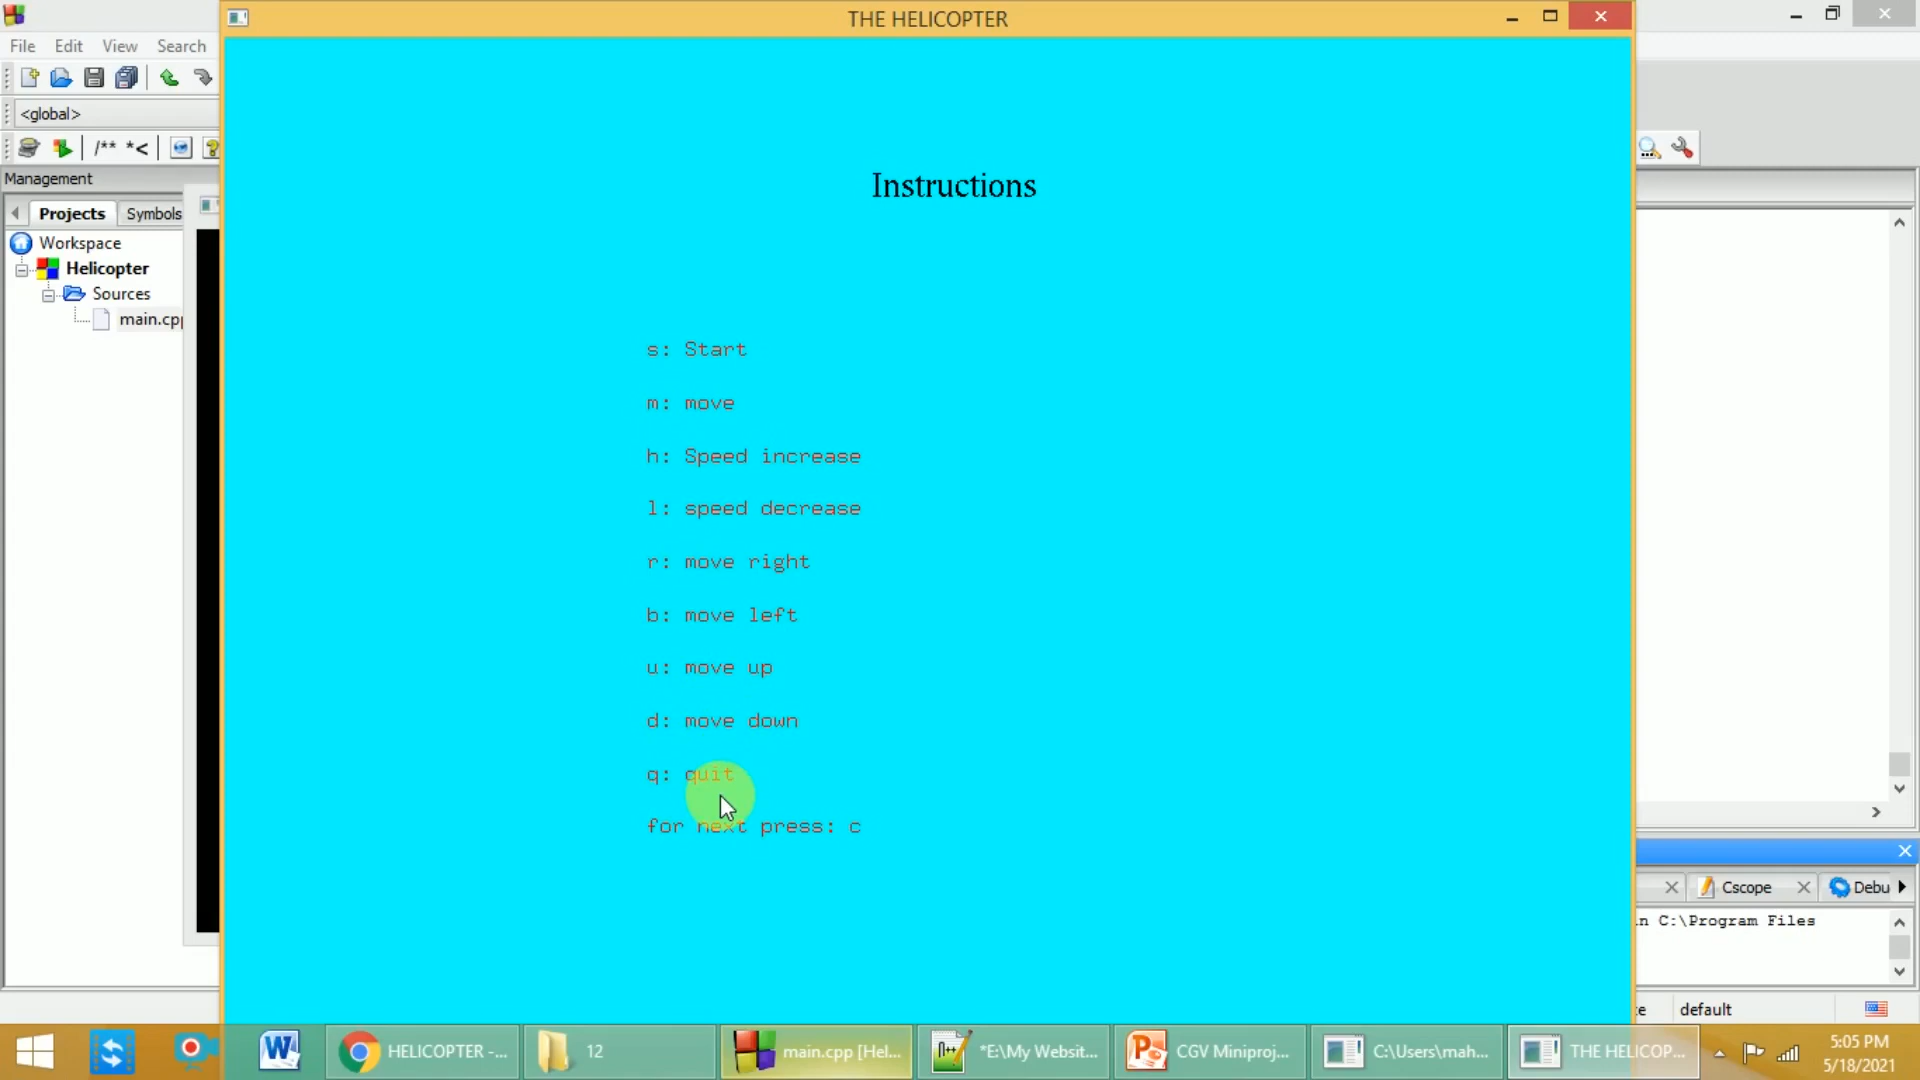 THE HELICOPTER
File Edit View Search
<global>
/** *<
Management
Projects Symbols
Workspace
Helicopter
Sources
main.cpp
Instructions
s: Start
m: move
h: Speed increase
l: speed decrease
r: move right
b: move left
u: move up
d: move down
q: quit
for next press: c
Cscope
Debu
n C:\Program Files
te default
HELICOPTER -...
12
main.cpp [Hel...
*E:\My Websit...
CGV Miniproj...
C:\Users\mah...
THE HELICOP...
5:05 PM
5/18/2021